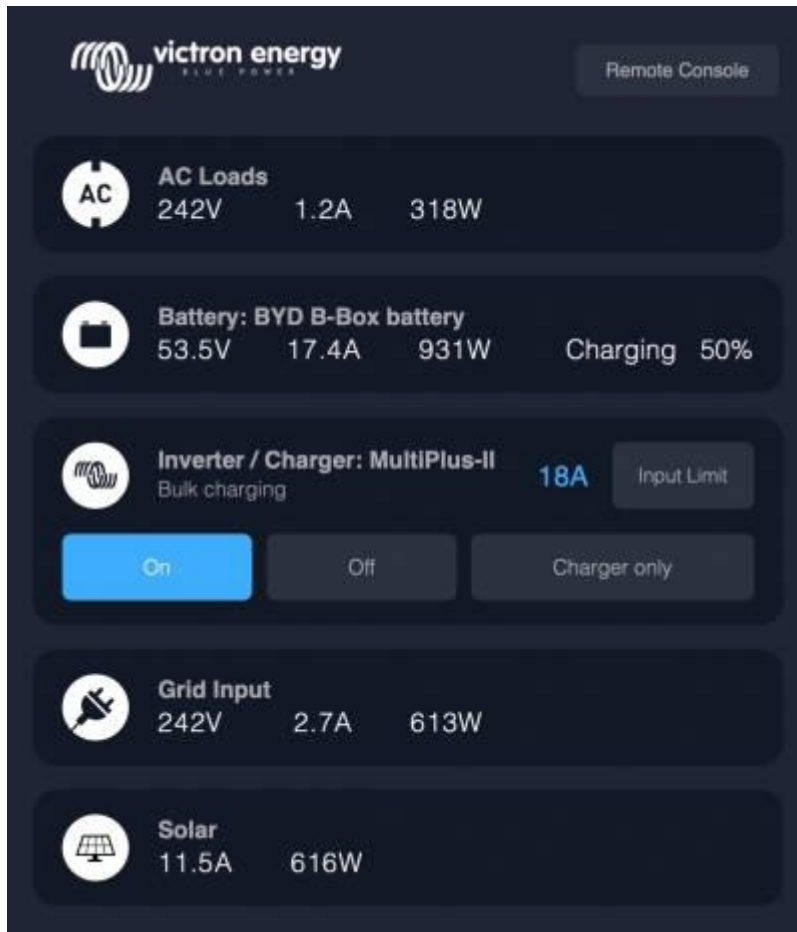 victron energy
BLUE POWER
Remote Console
AC
AC Loads
242V 1.2A 318W
Battery: BYD B-Box battery
53.5V 17.4A 931W Charging 50%
Inverter / Charger: MultiPlus-II
Bulk charging
18A Input Limit
On Off Charger only
Grid Input
242V 2.7A 613W
Solar
11.5A 616W